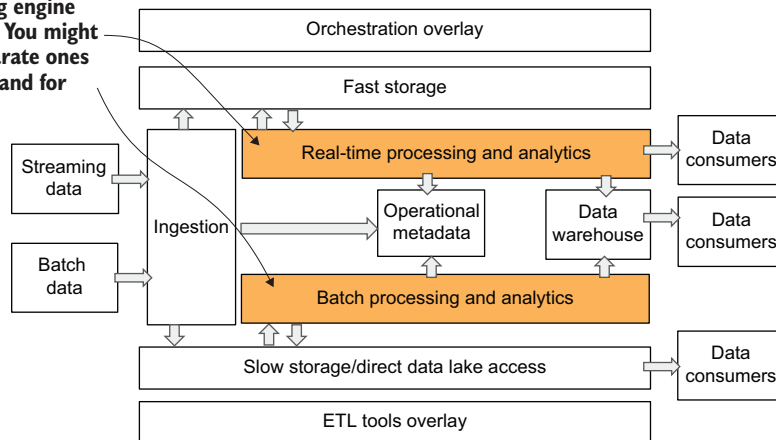 g engine
You might
arate ones
and for
Orchestration overlay
Fast storage
Real-time processing and analytics
Data
consumers
Streaming
data
Ingestion
Operational
metadata
Data
warehouse
Data
consumers
Batch
data
Batch processing and analytics
Slow storage/direct data lake access
Data
consumers
ETL tools overlay